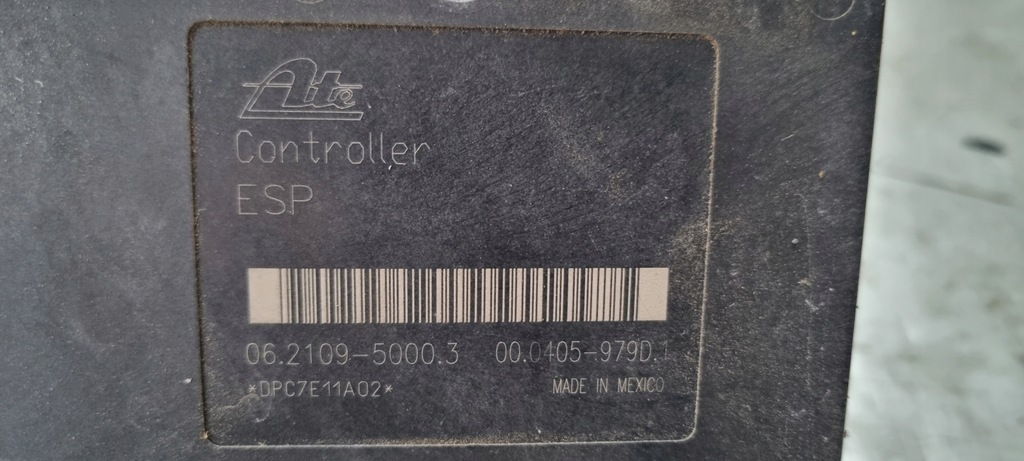 Ate
Controller
ESP
06.2109-5000.3 00.0405-979D.1
*DPC7E11A02*
MADE IN MEXICO